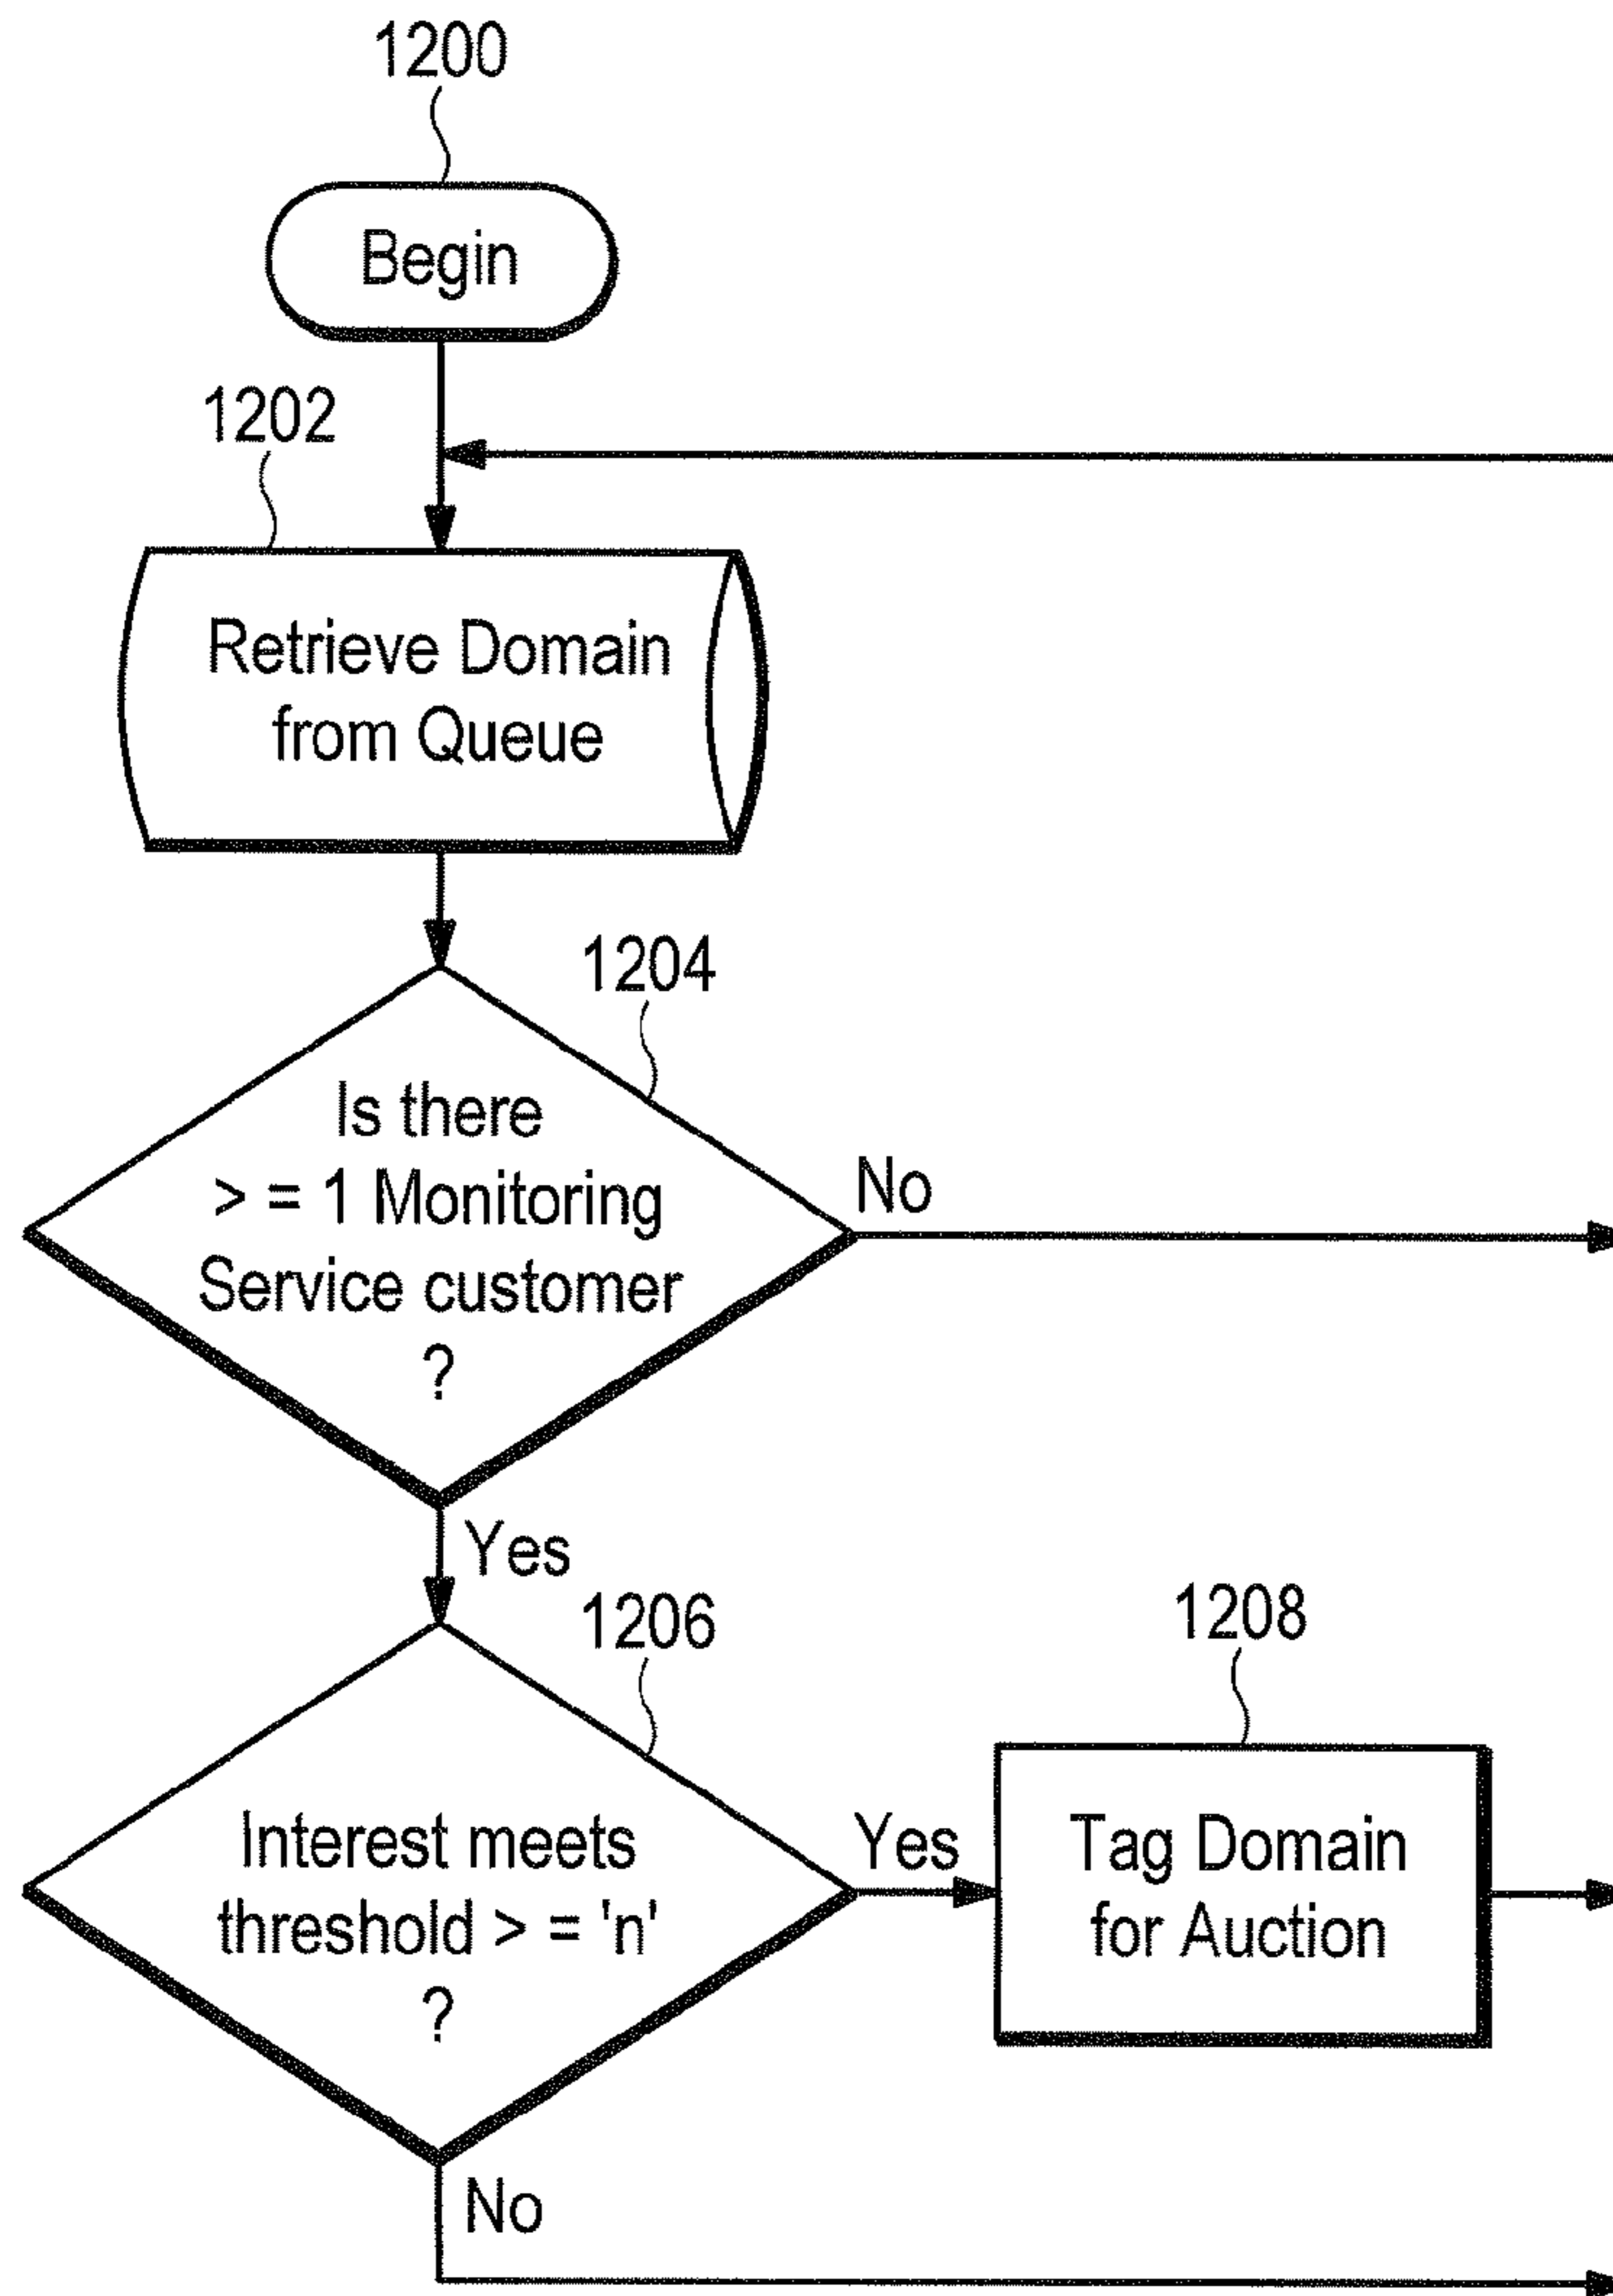 1200
Begin
1202
Retrieve Domain
from Queue
1204
Is there
> = 1 Monitoring
Service customer
?
No
Yes
1206
Interest meets
threshold > = 'n'
?
Yes
1208
Tag Domain
for Auction
No